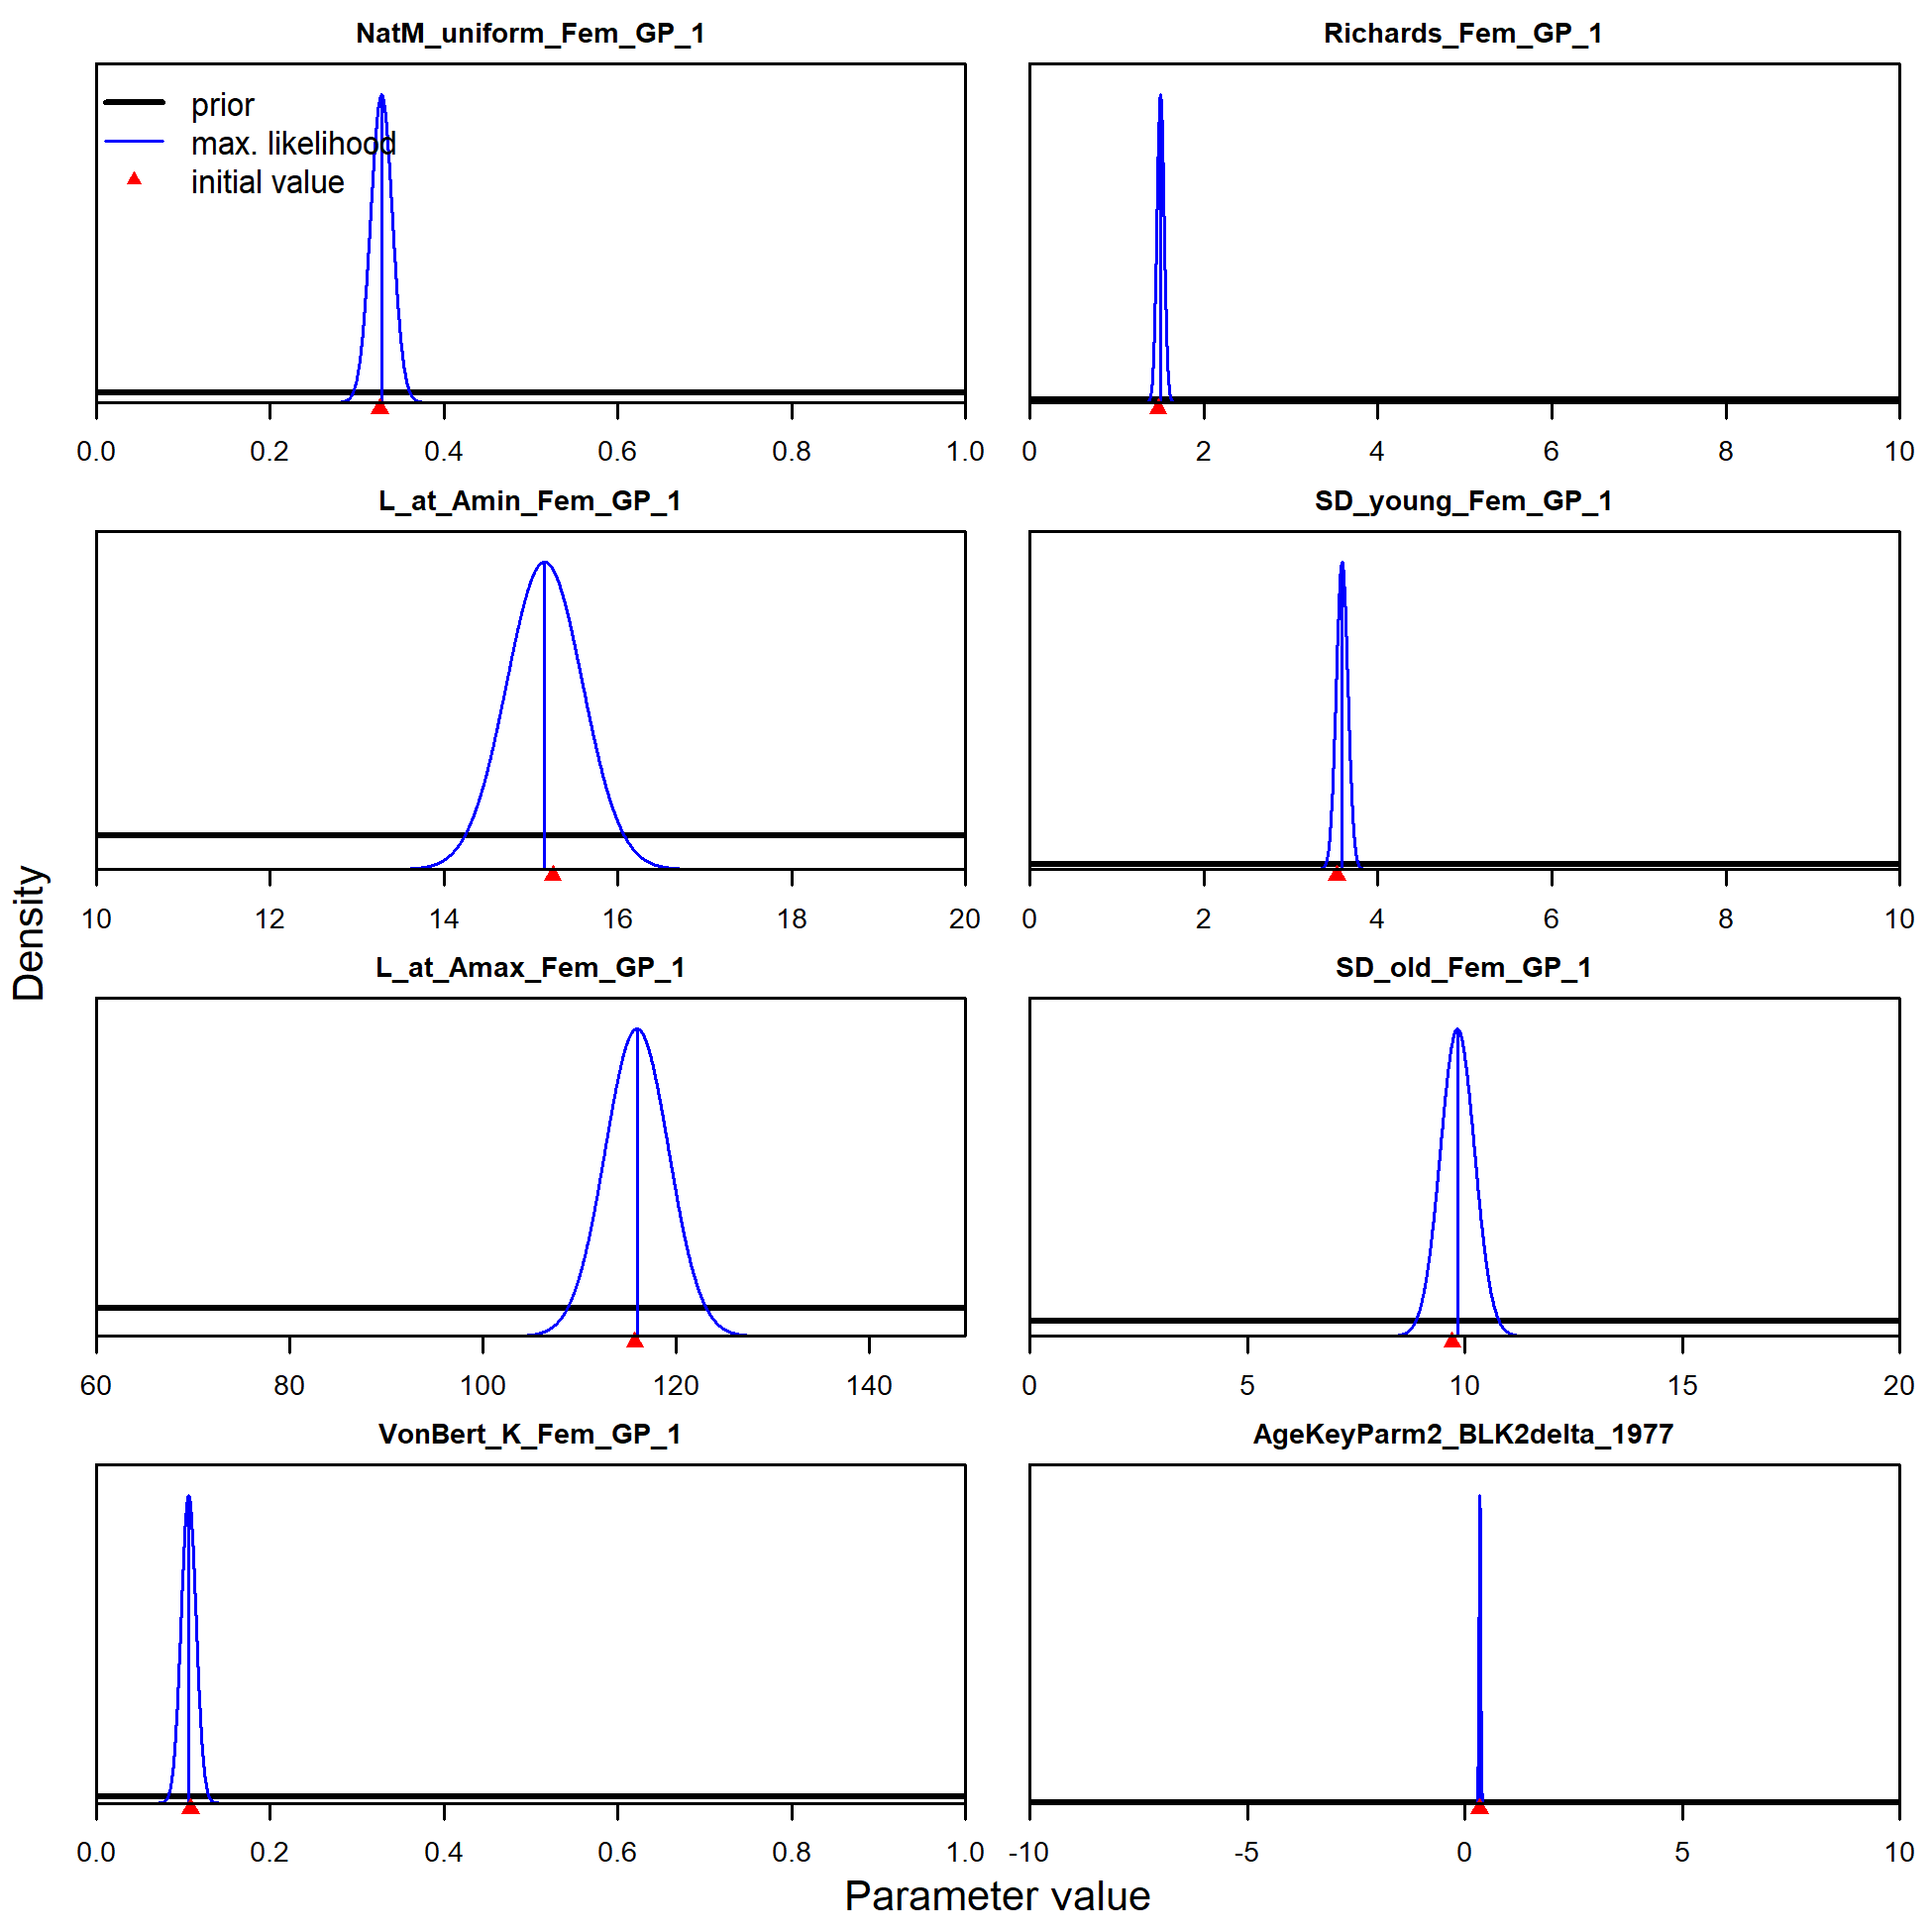 NatM_uniform_Fem_GP_1
prior
max. likelihood
initial value
0.0 0.2 0.4 0.6 0.8 1.0
Richards_Fem_GP_1
0 2 4 6 8 10
L_at_Amin_Fem_GP_1
10 12 14 16 18 20
SD_young_Fem_GP_1
0 2 4 6 8 10
L_at_Amax_Fem_GP_1
60 80 100 120 140
SD_old_Fem_GP_1
0 5 10 15 20
VonBert_K_Fem_GP_1
0.0 0.2 0.4 0.6 0.8 1.0
AgeKeyParm2_BLK2delta_1977
-10 -5 0 5 10
Density
Parameter value